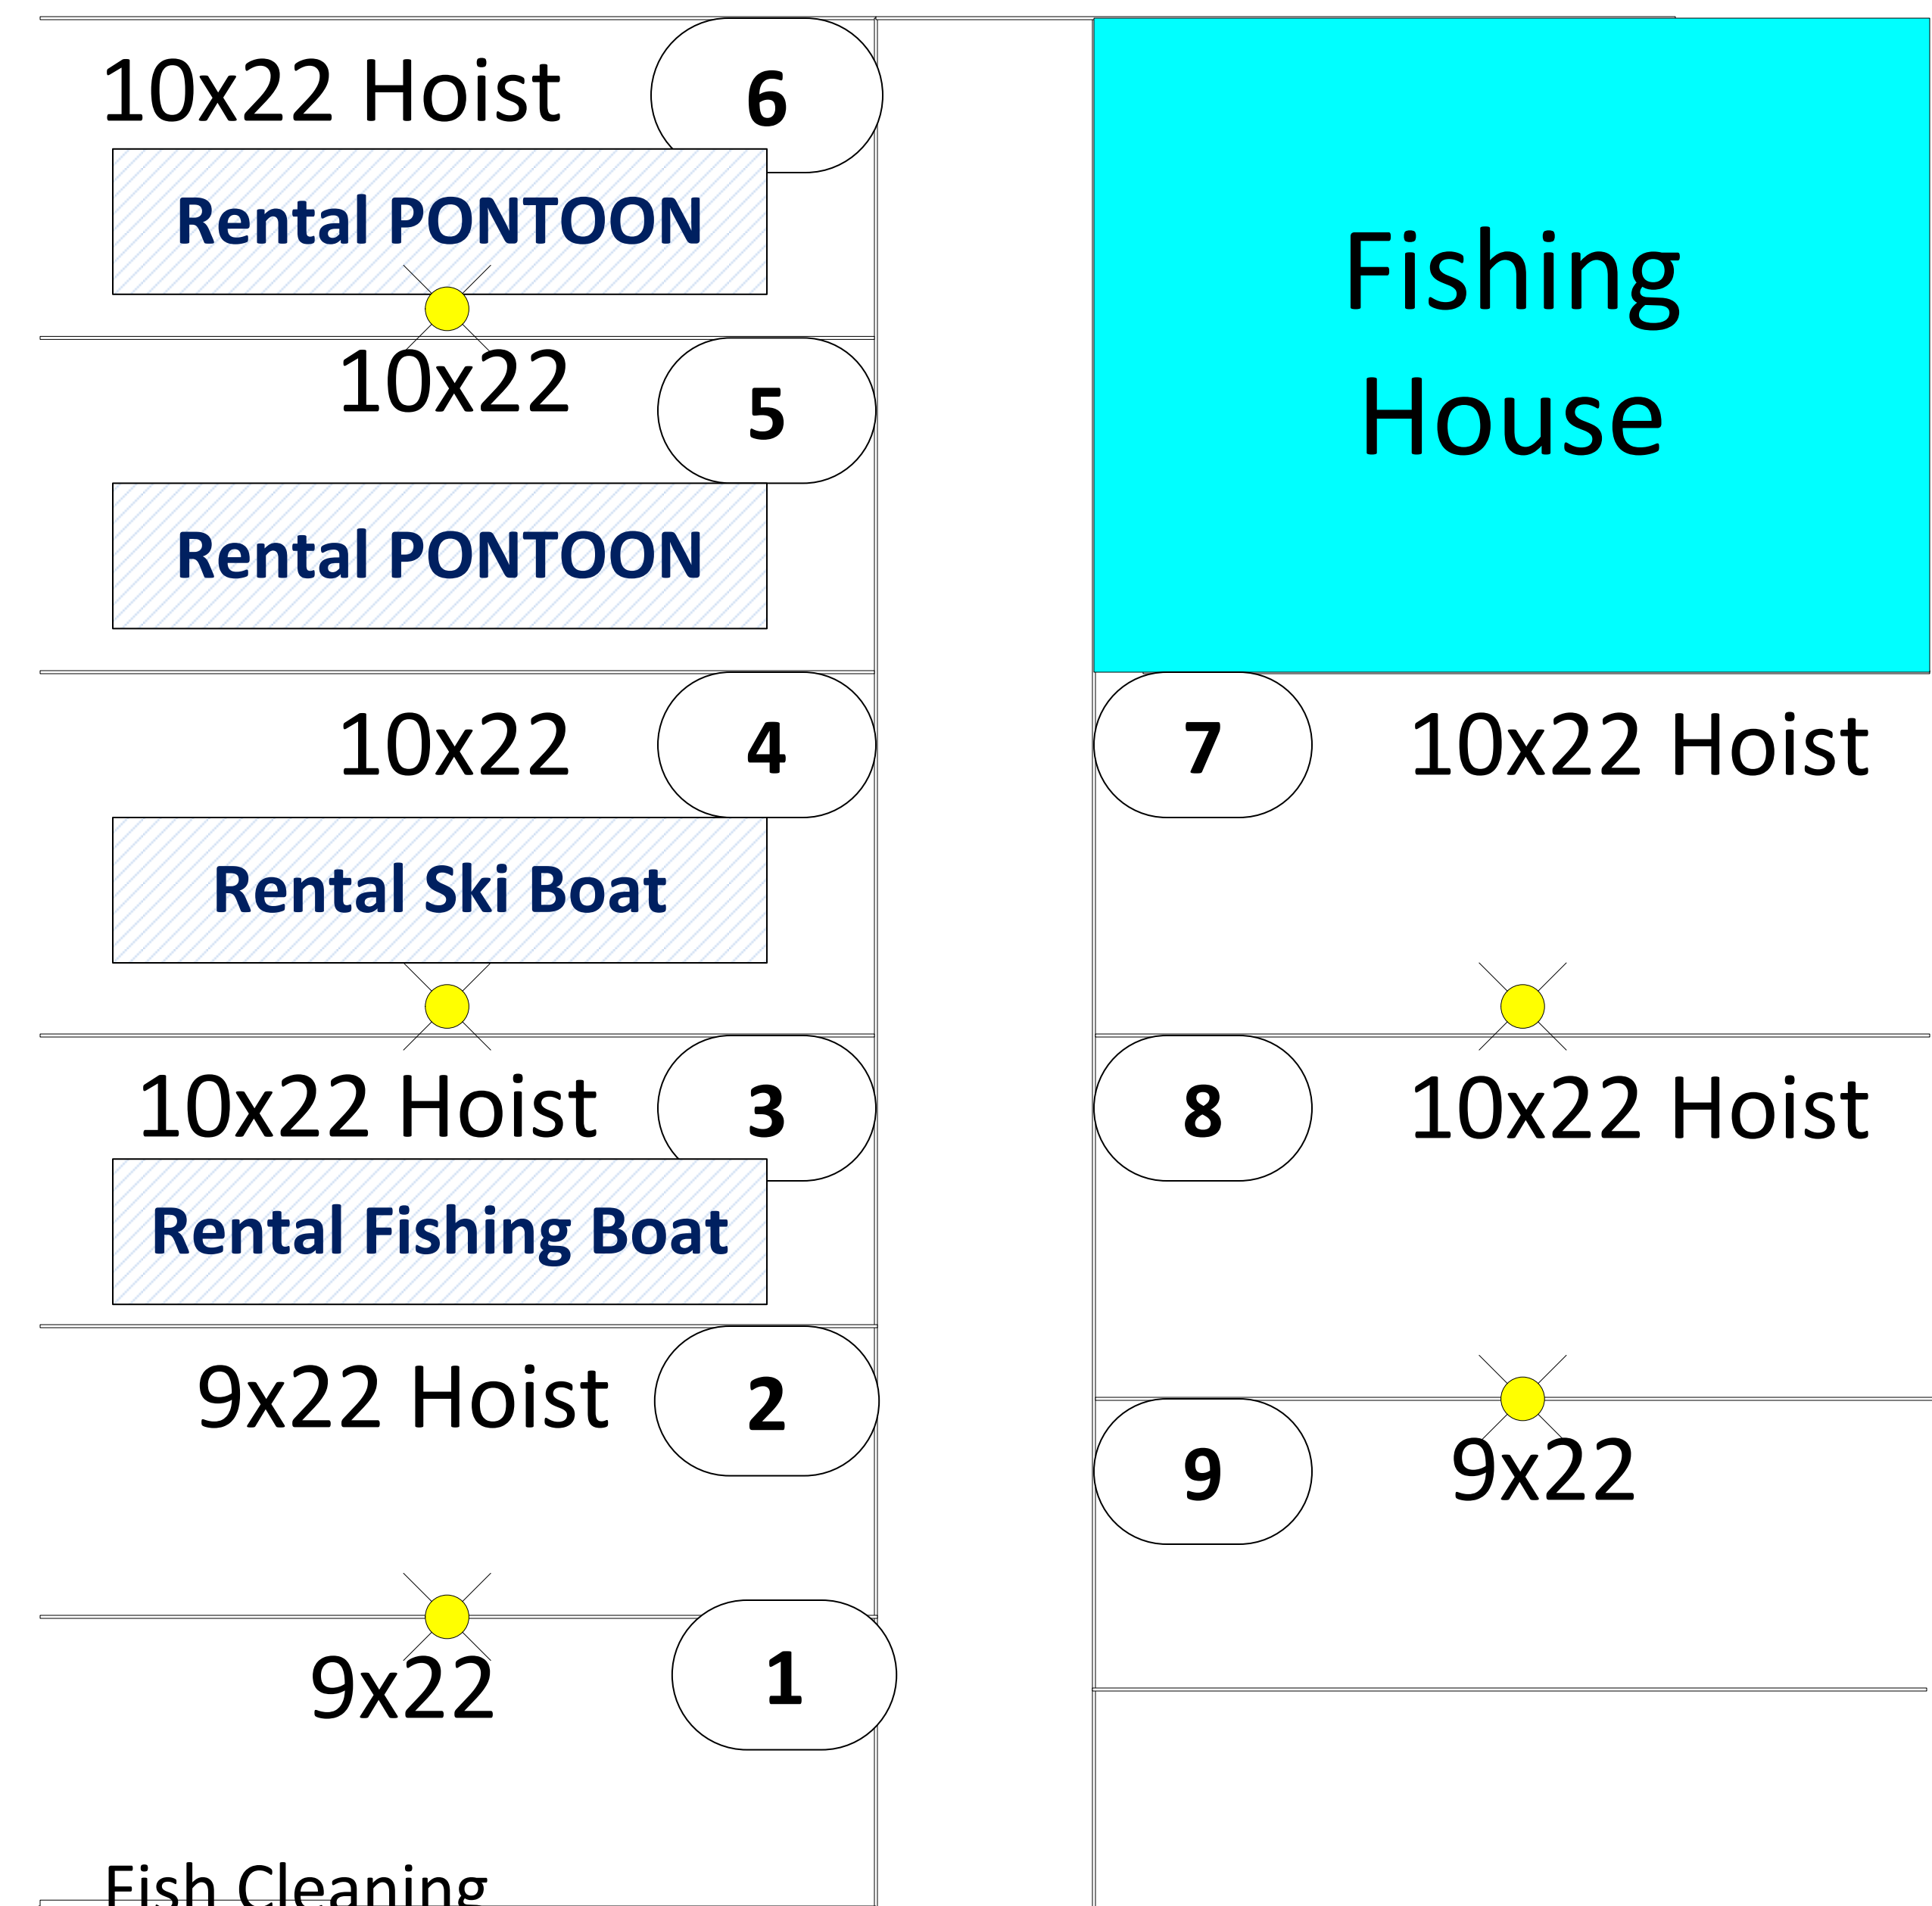 10x22 Hoist
6
Rental PONTOON
Fishing
House
10x22
5
Rental PONTOON
10x22
4
7
10x22 Hoist
Rental Ski Boat
10x22 Hoist
3
8
10x22 Hoist
Rental Fishing Boat
9x22 Hoist
2
9
9x22
9x22
1
Fish Cleaning